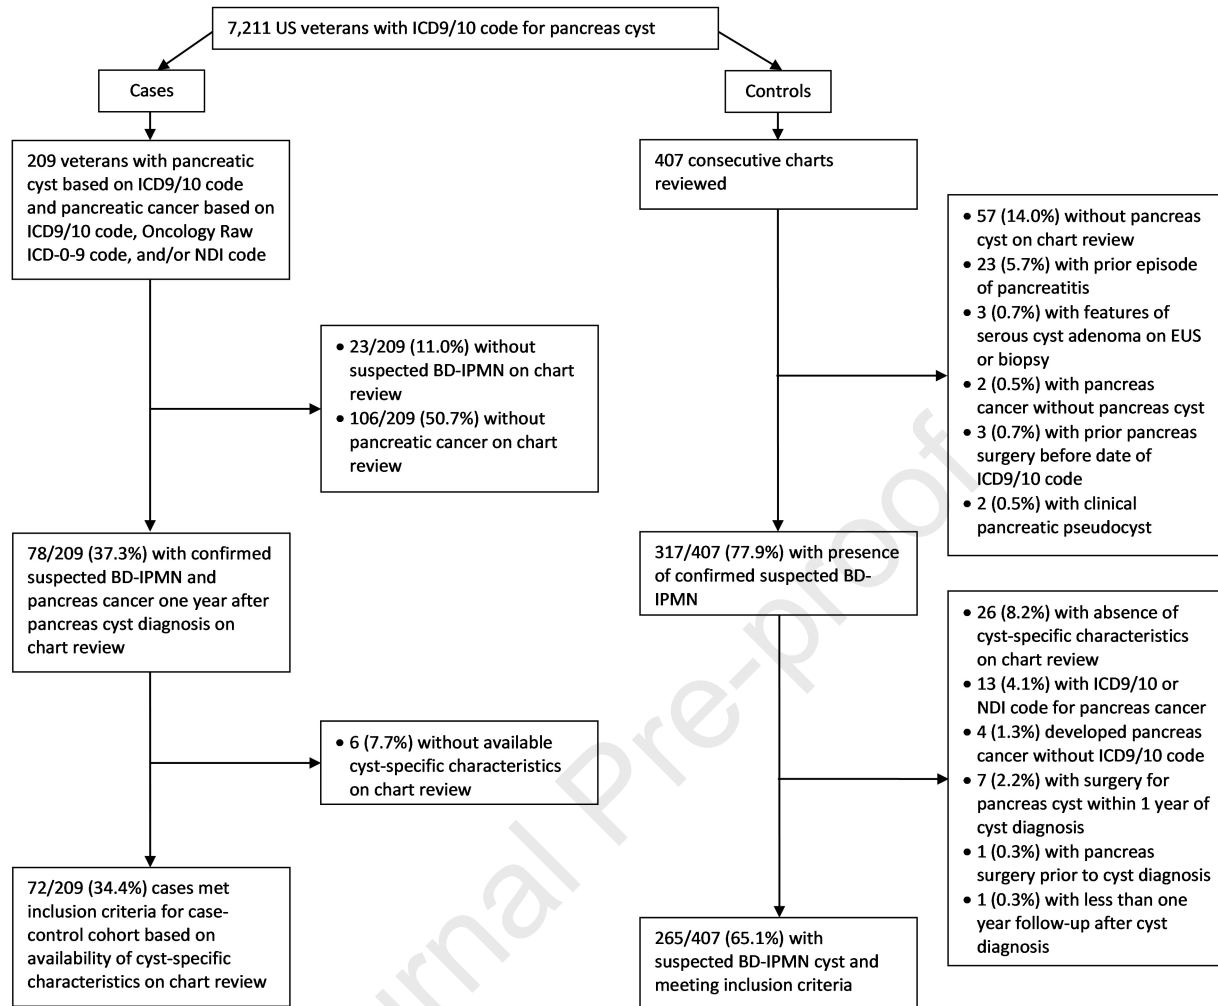 7,211 US veterans with ICD9/10 code for pancreas cyst
Cases
Controls
209 veterans with pancreatic
cyst based on ICD9/10 code
and pancreatic cancer based on
ICD9/10 code, Oncology Raw
ICD-0-9 code, and/or NDI code
407 consecutive charts
reviewed
• 57 (14.0%) without pancreas
cyst on chart review
• 23 (5.7%) with prior episode
of pancreatitis
• 3 (0.7%) with features of
serous cyst adenoma on EUS
or biopsy
• 2 (0.5%) with pancreas
cancer without pancreas cyst
• 3 (0.7%) with prior pancreas
surgery before date of
ICD9/10 code
• 2 (0.5%) with clinical
pancreatic pseudocyst
• 23/209 (11.0%) without
suspected BD-IPMN on chart
review
• 106/209 (50.7%) without
pancreatic cancer on chart
review
78/209 (37.3%) with confirmed
suspected BD-IPMN and
pancreas cancer one year after
pancreas cyst diagnosis on
chart review
317/407 (77.9%) with presence
of confirmed suspected BD-
IPMN
• 26 (8.2%) with absence of
cyst-specific characteristics
on chart review
• 13 (4.1%) with ICD9/10 or
NDI code for pancreas cancer
• 4 (1.3%) developed pancreas
cancer without ICD9/10 code
• 7 (2.2%) with surgery for
pancreas cyst within 1 year of
cyst diagnosis
• 1 (0.3%) with pancreas
surgery prior to cyst diagnosis
• 1 (0.3%) with less than one
year follow-up after cyst
diagnosis
• 6 (7.7%) without available
cyst-specific characteristics
on chart review
72/209 (34.4%) cases met
inclusion criteria for case-
control cohort based on
availability of cyst-specific
characteristics on chart review
265/407 (65.1%) with
suspected BD-IPMN cyst and
meeting inclusion criteria
rnal Pre-proof